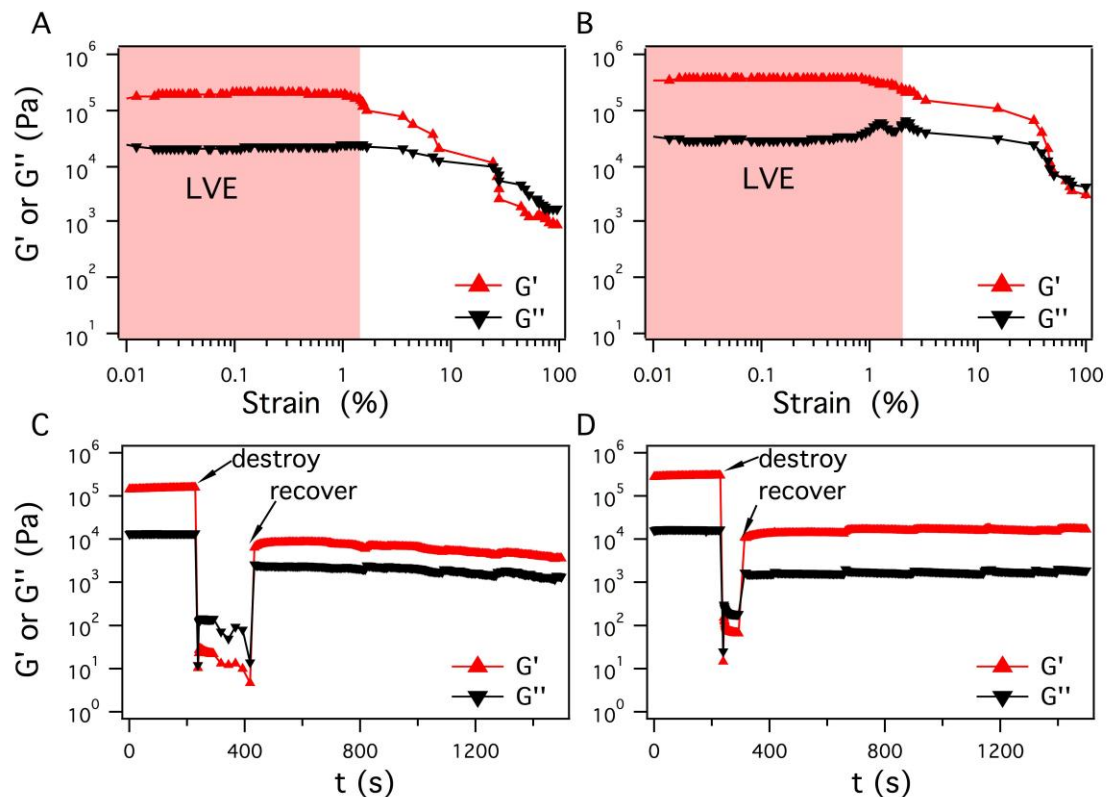 A
B
10^6
10^5
10^4
10^3
10^2
10^1
G' or G'' (Pa)
LVE
G'
G''
0.01
0.1
1
10
100
Strain (%)
10^6
10^5
10^4
10^3
10^2
10^1
LVE
G'
G''
0.01
0.1
1
10
100
Strain (%)
C
D
10^6
10^5
10^4
10^3
10^2
10^1
10^0
G' or G'' (Pa)
destroy
recover
G'
G''
0
400
800
1200
t (s)
10^6
10^5
10^4
10^3
10^2
10^1
10^0
destroy
recover
G'
G''
0
400
800
1200
t (s)